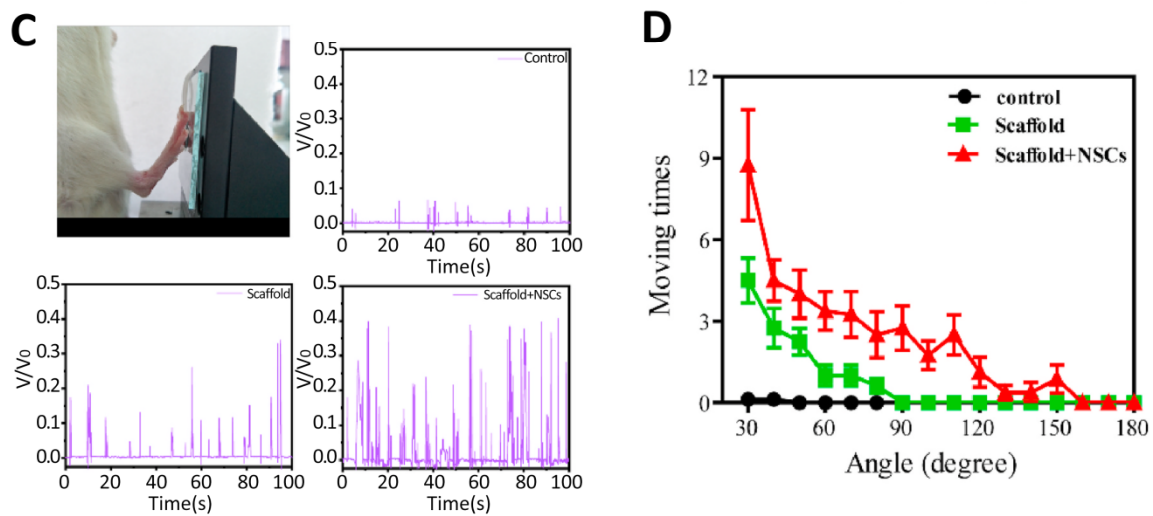 C
0.5
0.4
0.3
0.2
0.1
0.0
V/V₀
Control
0 20 40 60 80 100
Time(s)
0.5
0.4
0.3
0.2
0.1
0.0
V/V₀
Scaffold
0 20 40 60 80 100
Time(s)
0.5
0.4
0.3
0.2
0.1
0.0
V/V₀
Scaffold+NSCs
0 20 40 60 80 100
Time(s)
D
12
9
6
3
0
Moving times
control
Scaffold
Scaffold+NSCs
30 60 90 120 150 180
Angle (degree)